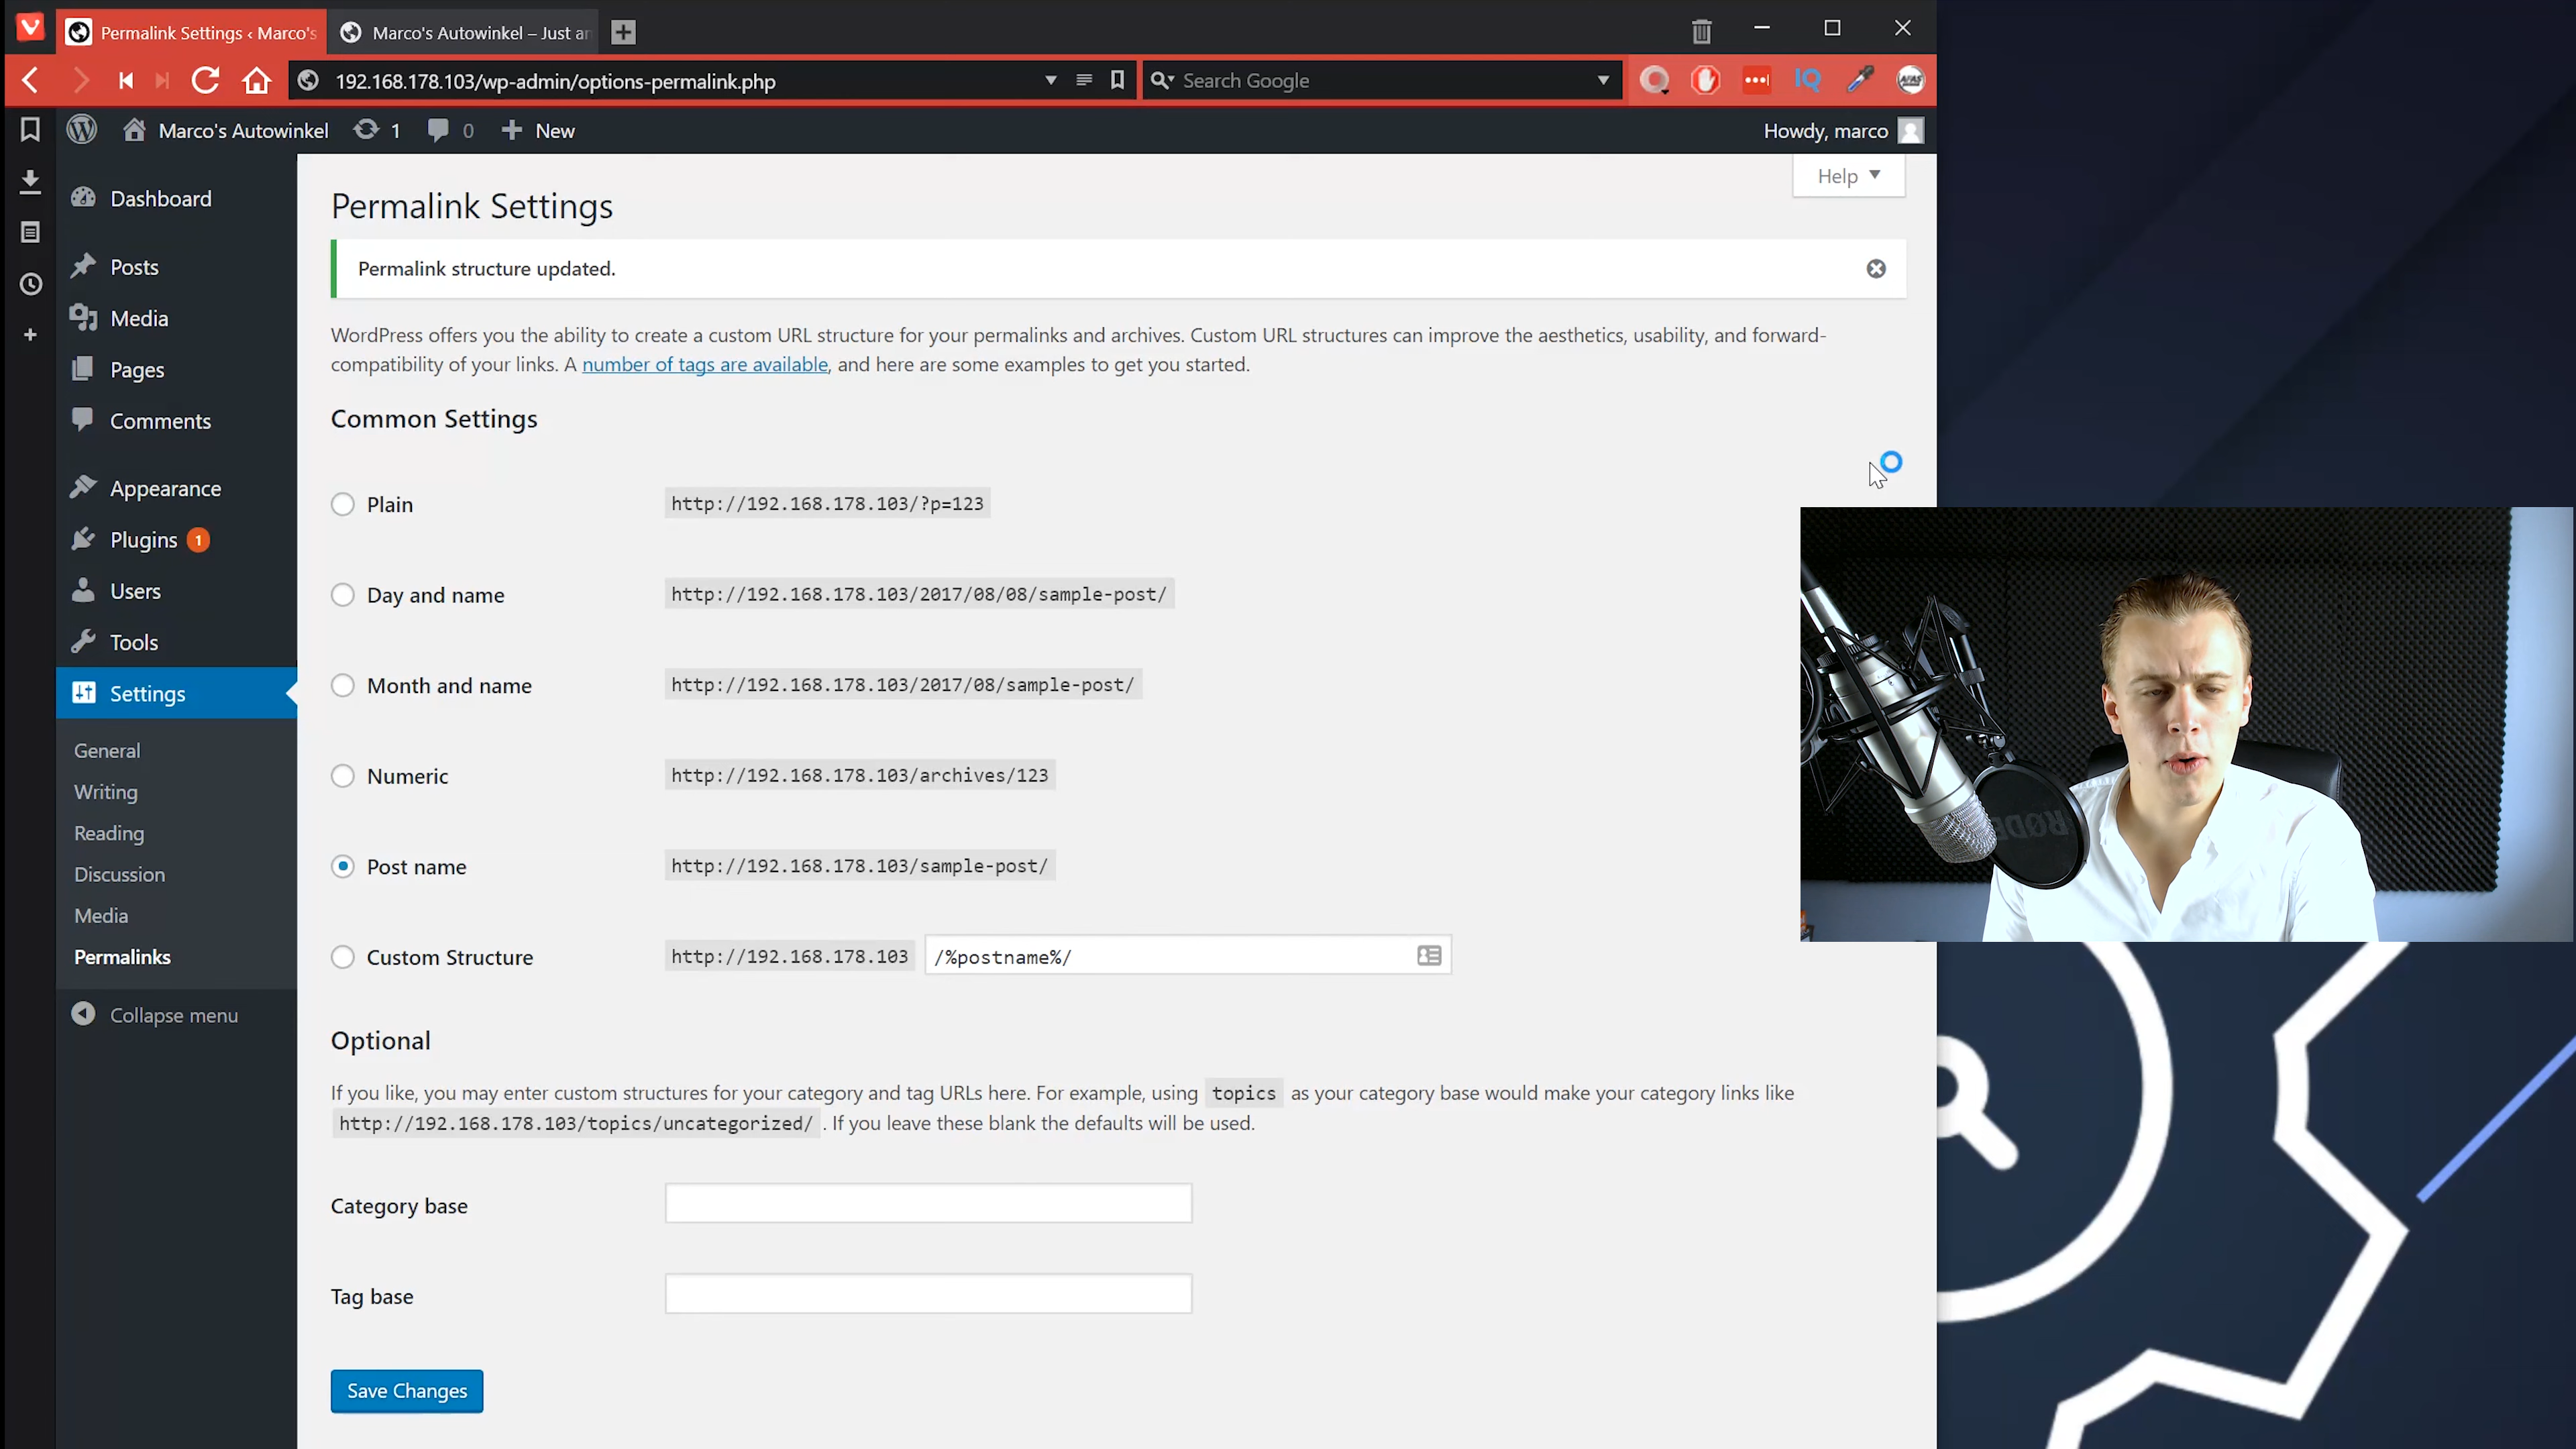 Permalink Settings ‹ Marco's
Marco's Autowinkel – Just an
192.168.178.103/wp-admin/options-permalink.php
Search Google
IQ
AFAS
Marco's Autowinkel
1
0
New
Howdy, marco
Help
Dashboard
Posts
Media
Pages
Comments
Appearance
Plugins 1
Users
Tools
Settings
General
Writing
Reading
Discussion
Media
Permalinks
Collapse menu
Permalink Settings
Permalink structure updated.
WordPress offers you the ability to create a custom URL structure for your permalinks and archives. Custom URL structures can improve the aesthetics, usability, and forward-
compatibility of your links. A number of tags are available, and here are some examples to get you started.
Common Settings
Plain http://192.168.178.103/?p=123
Day and name http://192.168.178.103/2017/08/08/sample-post/
Month and name http://192.168.178.103/2017/08/sample-post/
Numeric http://192.168.178.103/archives/123
Post name http://192.168.178.103/sample-post/
Custom Structure http://192.168.178.103 /%postname%/
Optional
If you like, you may enter custom structures for your category and tag URLs here. For example, using topics as your category base would make your category links like
http://192.168.178.103/topics/uncategorized/ . If you leave these blank the defaults will be used.
Category base
Tag base
Save Changes
RØDE